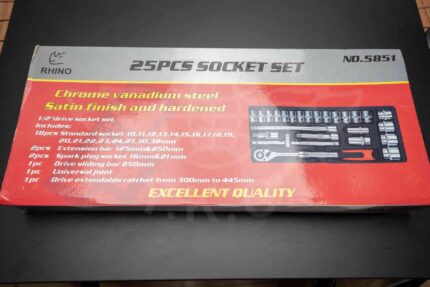 25PCS SOCKET SET
NO.5851
RHINO
Chrome vanadium steel
Satin finish and hardened
1/2"drive socket set
Includes:
18pcs Standard socket 10,11,12,13,14,15,16,17,18,19,
20,21,22,23,24,27,30,32mm
2pcs Extension bar 125mm&250mm
2pcs Spark plug socket 16mm&21mm
1pc Drive sliding bar 250mm
1pc Universal joint
1pc Drive extendable ratchet from 300mm to 445mm
EXCELLENT QUALITY